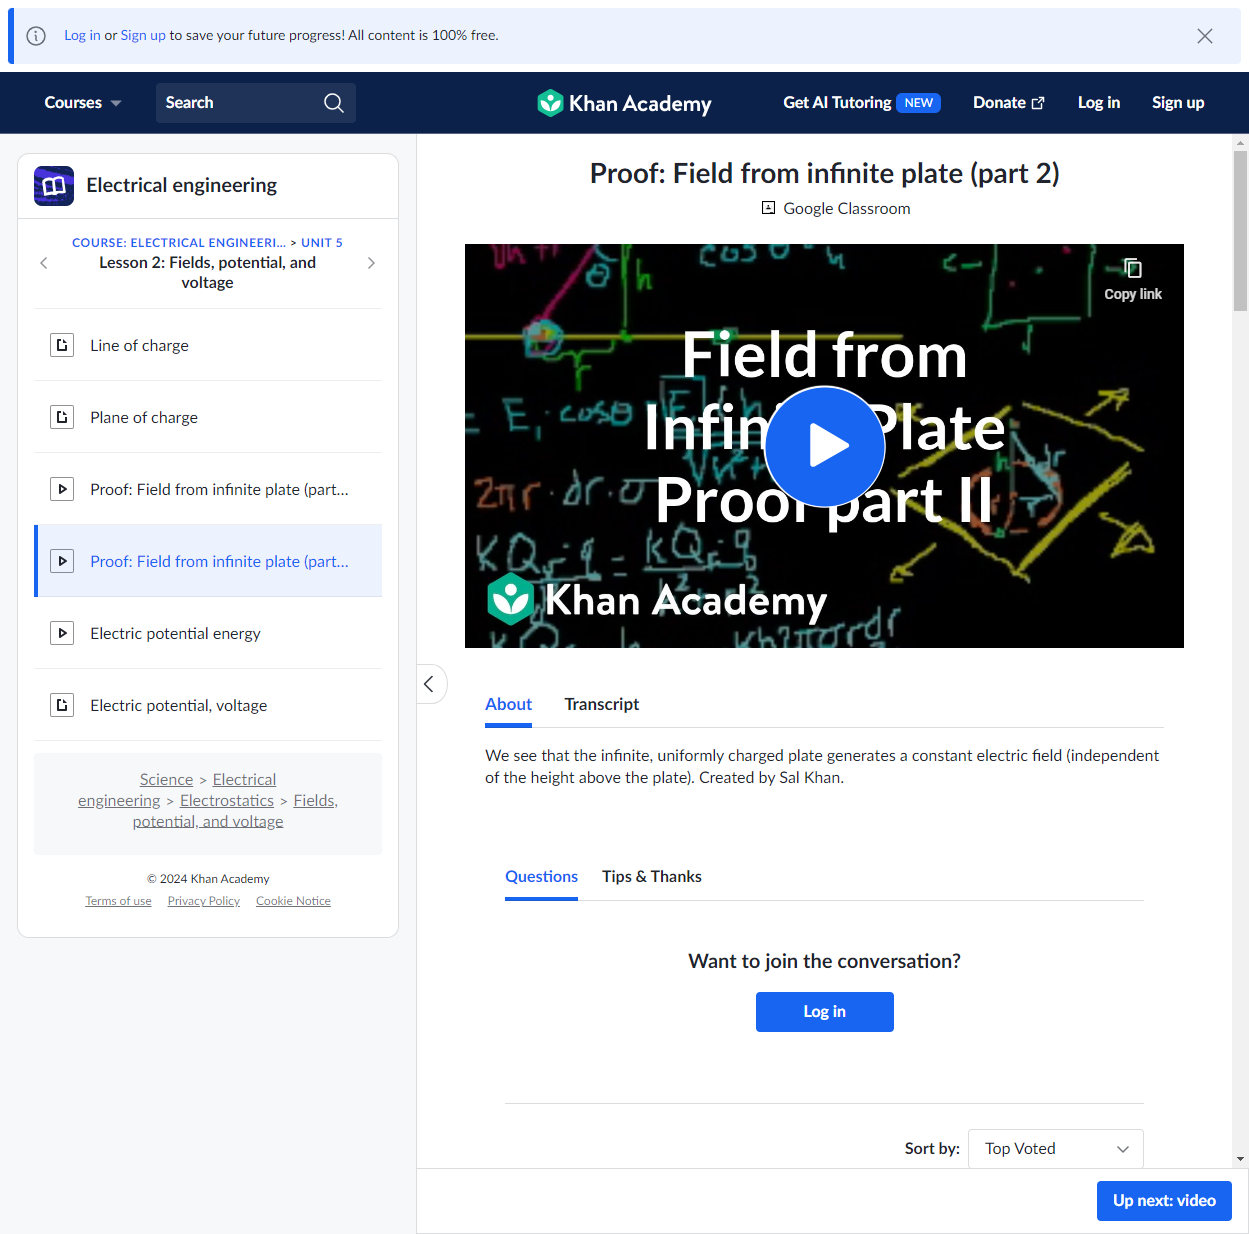 Log in or Sign up to save your future progress! All content is 100% free.
Courses
Search
Khan Academy
Get AI Tutoring NEW
Donate
Log in
Sign up
Electrical engineering
COURSE: ELECTRICAL ENGINEERI... > UNIT 5
Lesson 2: Fields, potential, and
voltage
Line of charge
Plane of charge
Proof: Field from infinite plate (part...
Proof: Field from infinite plate (part...
Electric potential energy
Electric potential, voltage
Science > Electrical
engineering > Electrostatics > Fields,
potential, and voltage
© 2024 Khan Academy
Terms of use Privacy Policy Cookie Notice
Proof: Field from infinite plate (part 2)
Google Classroom
Copy link
Field from
Plate
part II
Khan Academy
About
Transcript
We see that the infinite, uniformly charged plate generates a constant electric field (independent
of the height above the plate). Created by Sal Khan.
Questions
Tips & Thanks
Want to join the conversation?
Log in
Sort by:
Top Voted
Up next: video